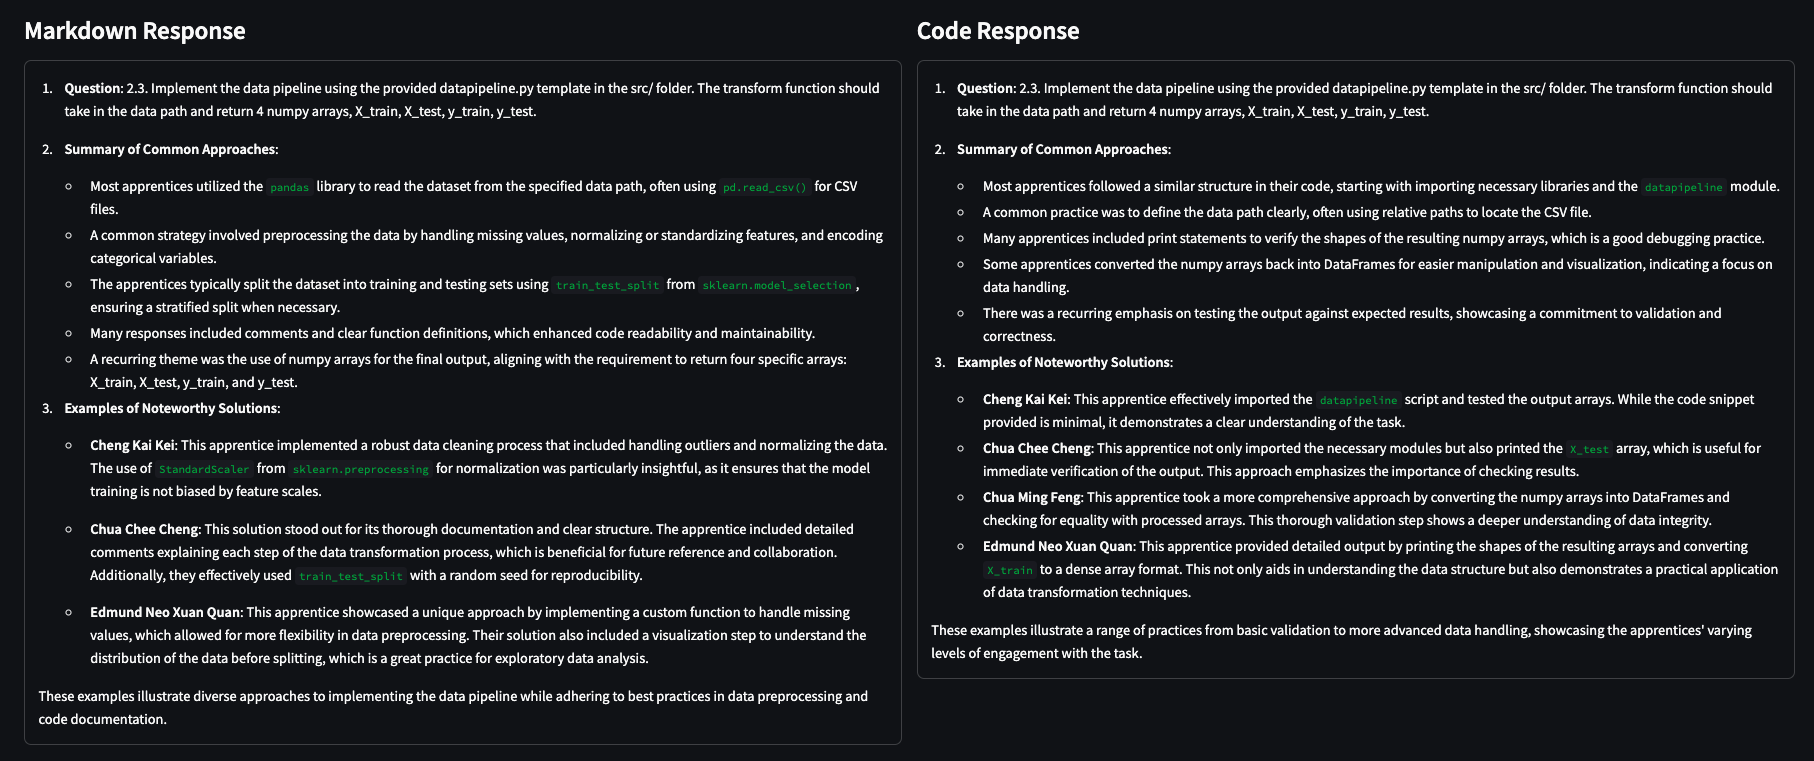 Markdown Response
1. Question: 2.3. Implement the data pipeline using the provided datapipeline.py template in the src/ folder. The transform function should
take in the data path and return 4 numpy arrays, X_train, X_test, y_train, y_test.
2. Summary of Common Approaches:
Most apprentices utilized the pandas library to read the dataset from the specified data path, often using pd.read_csv() for CSV
files.
A common strategy involved preprocessing the data by handling missing values, normalizing or standardizing features, and encoding
categorical variables.
The apprentices typically split the dataset into training and testing sets using train_test_split from sklearn.model_selection ,
ensuring a stratified split when necessary.
Many responses included comments and clear function definitions, which enhanced code readability and maintainability.
A recurring theme was the use of numpy arrays for the final output, aligning with the requirement to return four specific arrays:
X_train, X_test, y_train, and y_test.
3. Examples of Noteworthy Solutions:
Cheng Kai Kei: This apprentice implemented a robust data cleaning process that included handling outliers and normalizing the data.
The use of StandardScaler from sklearn.preprocessing for normalization was particularly insightful, as it ensures that the model
training is not biased by feature scales.
Chua Chee Cheng: This solution stood out for its thorough documentation and clear structure. The apprentice included detailed
comments explaining each step of the data transformation process, which is beneficial for future reference and collaboration.
Additionally, they effectively used train_test_split with a random seed for reproducibility.
Edmund Neo Xuan Quan: This apprentice showcased a unique approach by implementing a custom function to handle missing
values, which allowed for more flexibility in data preprocessing. Their solution also included a visualization step to understand the
distribution of the data before splitting, which is a great practice for exploratory data analysis.
These examples illustrate diverse approaches to implementing the data pipeline while adhering to best practices in data preprocessing and
code documentation.
Code Response
1. Question: 2.3. Implement the data pipeline using the provided datapipeline.py template in the src/ folder. The transform function should
take in the data path and return 4 numpy arrays, X_train, X_test, y_train, y_test.
2. Summary of Common Approaches:
Most apprentices followed a similar structure in their code, starting with importing necessary libraries and the datapipeline module.
A common practice was to define the data path clearly, often using relative paths to locate the CSV file.
Many apprentices included print statements to verify the shapes of the resulting numpy arrays, which is a good debugging practice.
Some apprentices converted the numpy arrays back into DataFrames for easier manipulation and visualization, indicating a focus on
data handling.
There was a recurring emphasis on testing the output against expected results, showcasing a commitment to validation and
correctness.
3. Examples of Noteworthy Solutions:
Cheng Kai Kei: This apprentice effectively imported the datapipeline script and tested the output arrays. While the code snippet
provided is minimal, it demonstrates a clear understanding of the task.
Chua Chee Cheng: This apprentice not only imported the necessary modules but also printed the X_test array, which is useful for
immediate verification of the output. This approach emphasizes the importance of checking results.
Chua Ming Feng: This apprentice took a more comprehensive approach by converting the numpy arrays into DataFrames and
checking for equality with processed arrays. This thorough validation step shows a deeper understanding of data integrity.
Edmund Neo Xuan Quan: This apprentice provided detailed output by printing the shapes of the resulting arrays and converting
X_train to a dense array format. This not only aids in understanding the data structure but also demonstrates a practical application
of data transformation techniques.
These examples illustrate a range of practices from basic validation to more advanced data handling, showcasing the apprentices' varying
levels of engagement with the task.